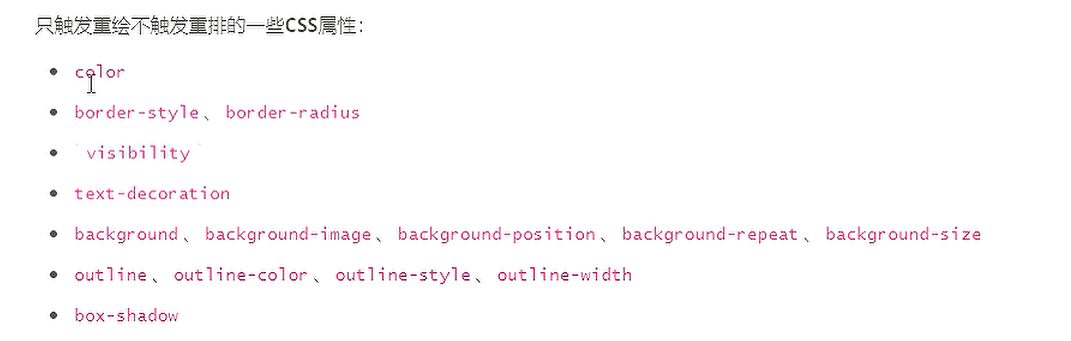 只触发重绘不触发重排的一些CSS属性：
• color
• border-style、border-radius
• `visibility`
• text-decoration
• background、background-image、background-position、background-repeat、background-size
• outline、outline-color、outline-style、outline-width
• box-shadow